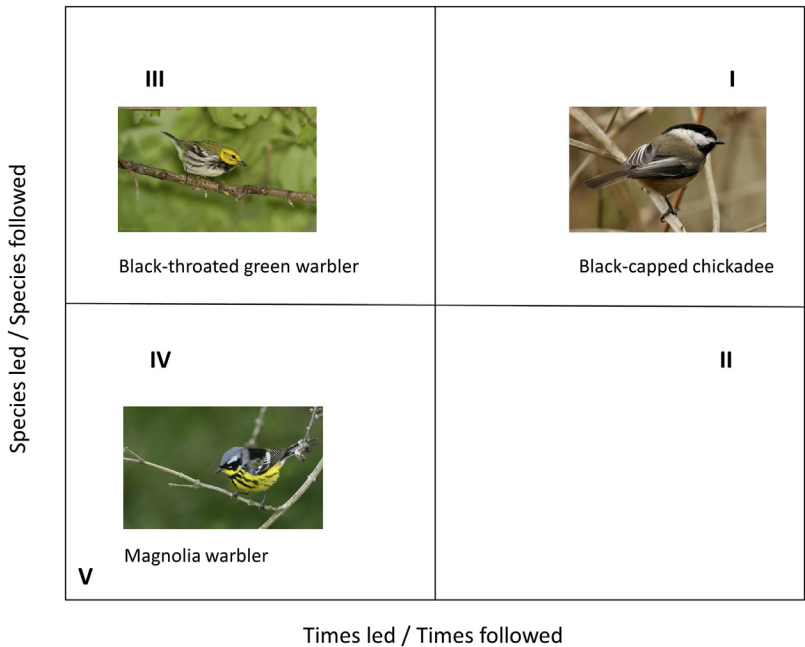 III
I
Black-throated green warbler
Black-capped chickadee
Species led / Species followed
IV
II
Magnolia warbler
V
Times led / Times followed